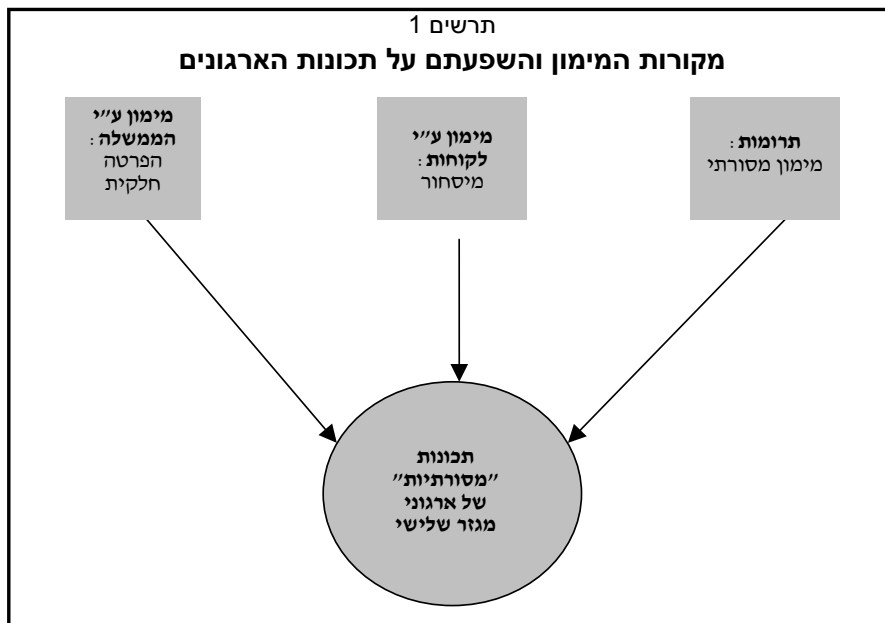 תרשים 1
מקורות המימון והשפעתם על תכונות הארגונים
תרומות:
מימון מסורתי
מימון ע״י
לקוחות:
מיסחור
מימון ע״י
הממשלה:
הפרטה
חלקית
תכונות
״מסורתיות״
של ארגוני
מגזר שלישי